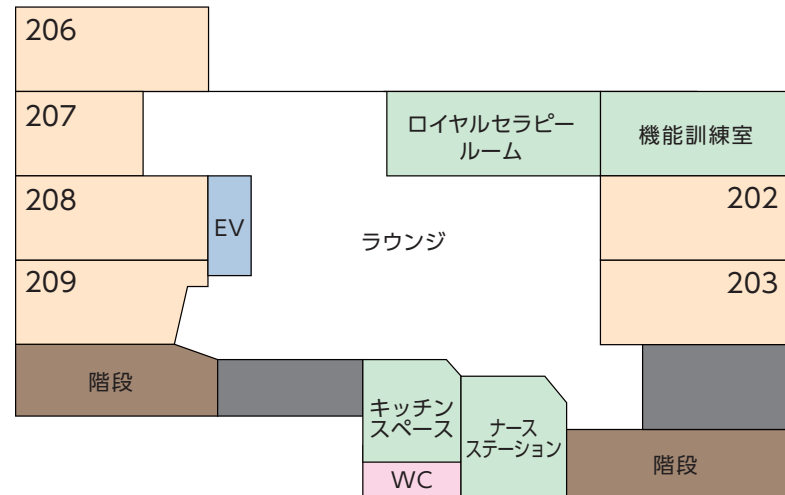 206
207
ロイヤルセラピー
ルーム
機能訓練室
208
EV
ラウンジ
202
209
203
階段
キッチン
スペース
ナース
ステーション
WC
階段